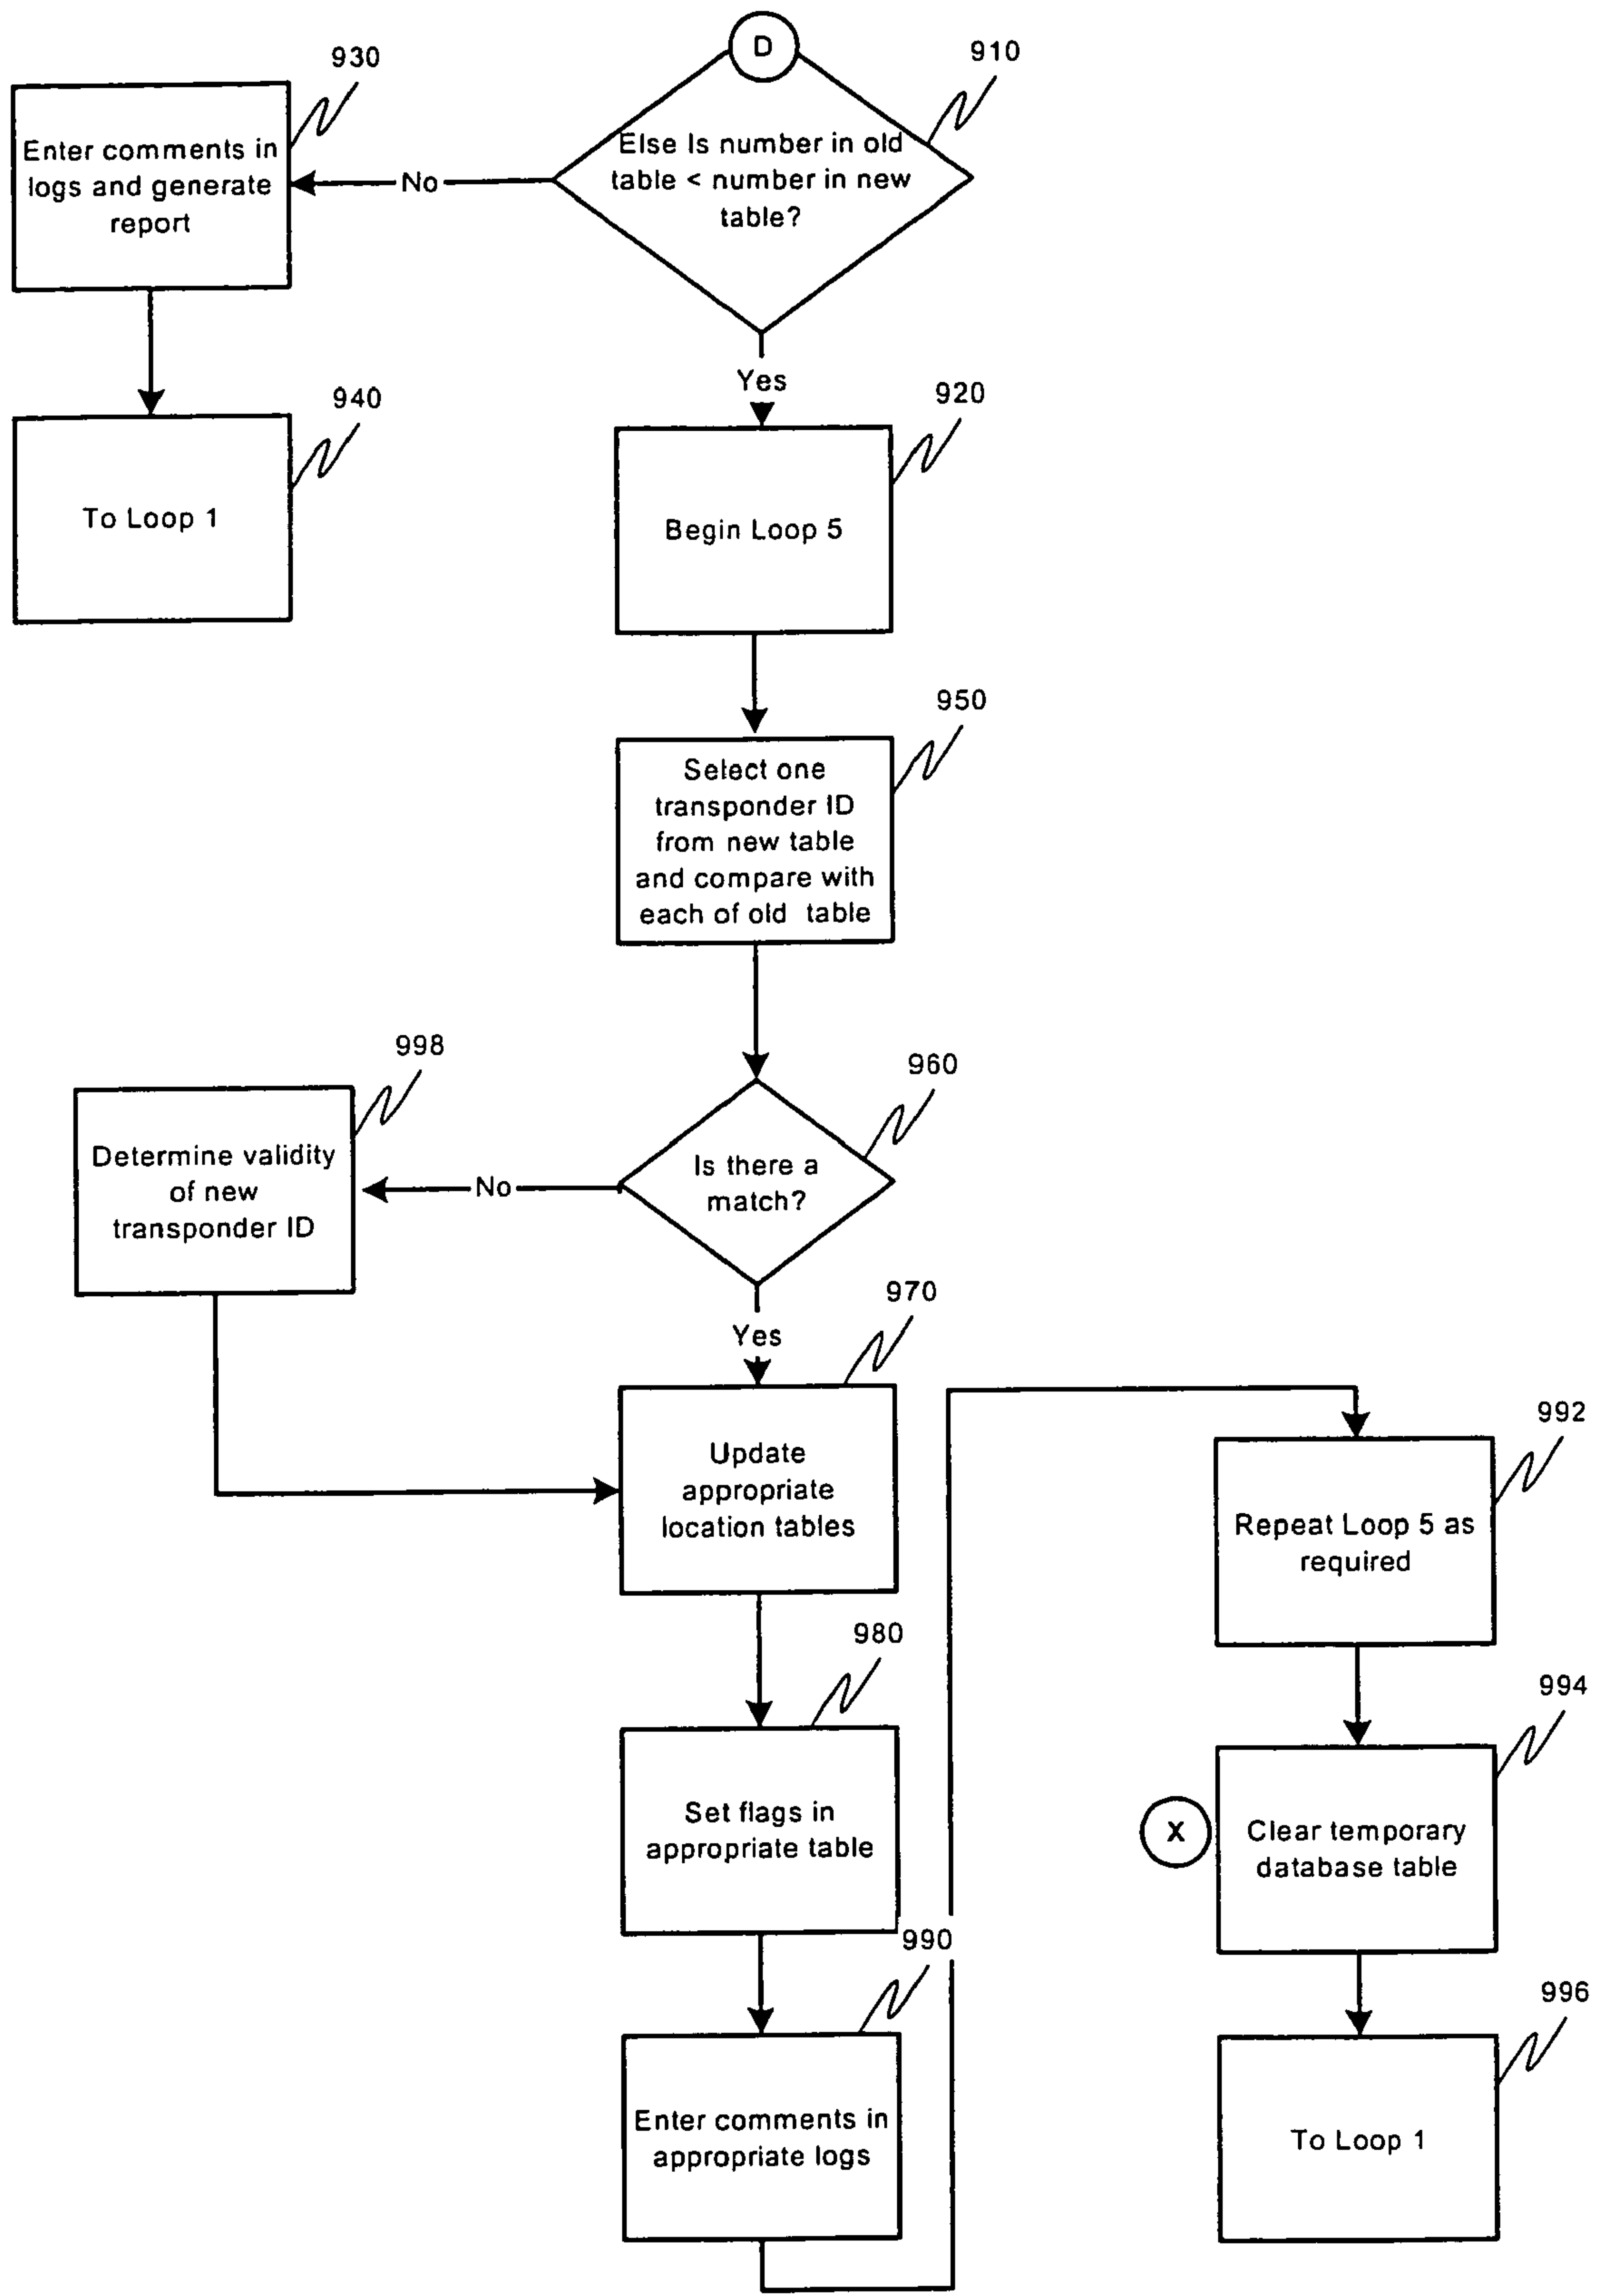 D
910
Else Is number in old
table < number in new
table?
930
Enter comments in
logs and generate
report
No
Yes
940
To Loop 1
920
Begin Loop 5
950
Select one
transponder ID
from new table
and compare with
each of old table
960
Is there a
match?
998
Determine validity
of new
transponder ID
No
Yes
970
Update
appropriate
location tables
980
Set flags in
appropriate table
990
Enter comments in
appropriate logs
992
Repeat Loop 5 as
required
994
X
Clear temporary
database table
996
To Loop 1